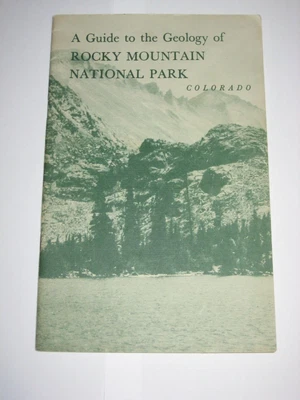 A Guide to the Geology of
ROCKY MOUNTAIN
NATIONAL PARK
COLORADO